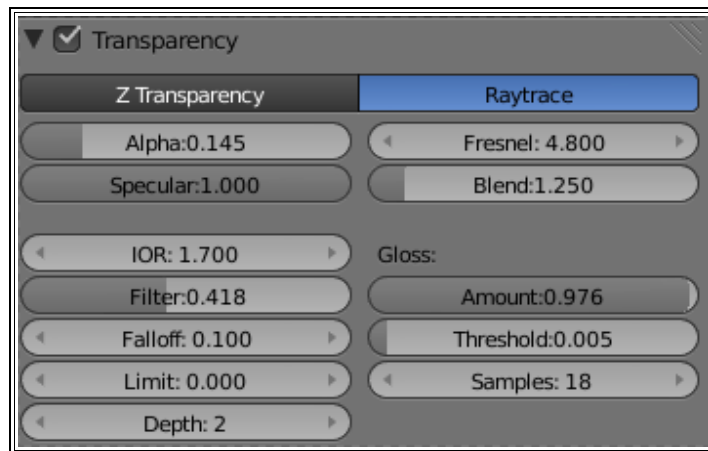 Transparency
Z Transparency Raytrace
Alpha:0.145 Fresnel: 4.800
Specular:1.000 Blend:1.250
IOR: 1.700 Gloss:
Filter:0.418 Amount:0.976
Falloff: 0.100 Threshold:0.005
Limit: 0.000 Samples: 18
Depth: 2